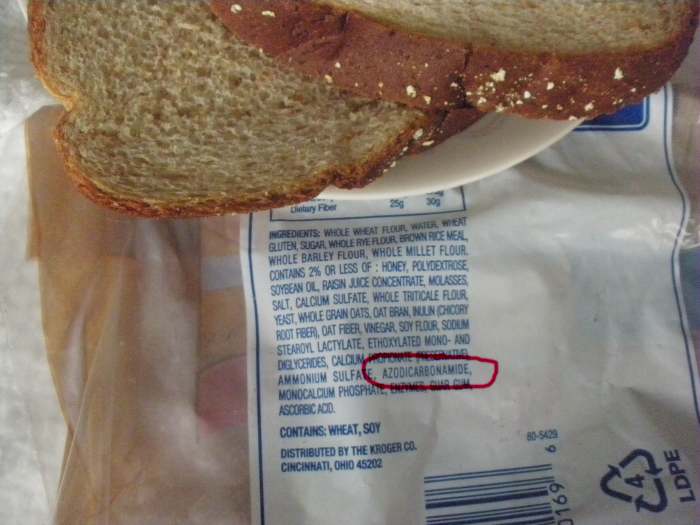 Dietary Fiber 25g 30g
INGREDIENTS: WHOLE WHEAT FLOUR, WATER, WHEAT
GLUTEN, SUGAR, WHOLE RYE FLOUR, BROWN RICE MEAL,
WHOLE BARLEY FLOUR, WHOLE MILLET FLOUR.
CONTAINS 2% OR LESS OF : HONEY, POLYDEXTROSE,
SOYBEAN OIL, RAISIN JUICE CONCENTRATE, MOLASSES,
SALT, CALCIUM SULFATE, WHOLE TRITICALE FLOUR,
YEAST, WHOLE GRAIN OATS, OAT BRAN, INULIN (CHICORY
ROOT FIBER), OAT FIBER, VINEGAR, SOY FLOUR, SODIUM
STEAROYL LACTYLATE, ETHOXYLATED MONO- AND
DIGLYCERIDES, CALCIUM PROPIONATE (PRESERVATIVE),
AMMONIUM SULFATE, AZODICARBONAMIDE,
MONOCALCIUM PHOSPHATE, ENZYMES, GUAR GUM,
ASCORBIC ACID.
CONTAINS: WHEAT, SOY
DISTRIBUTED BY THE KROGER CO.
CINCINNATI, OHIO 45202
80-5429
0169 6
4
LDPE